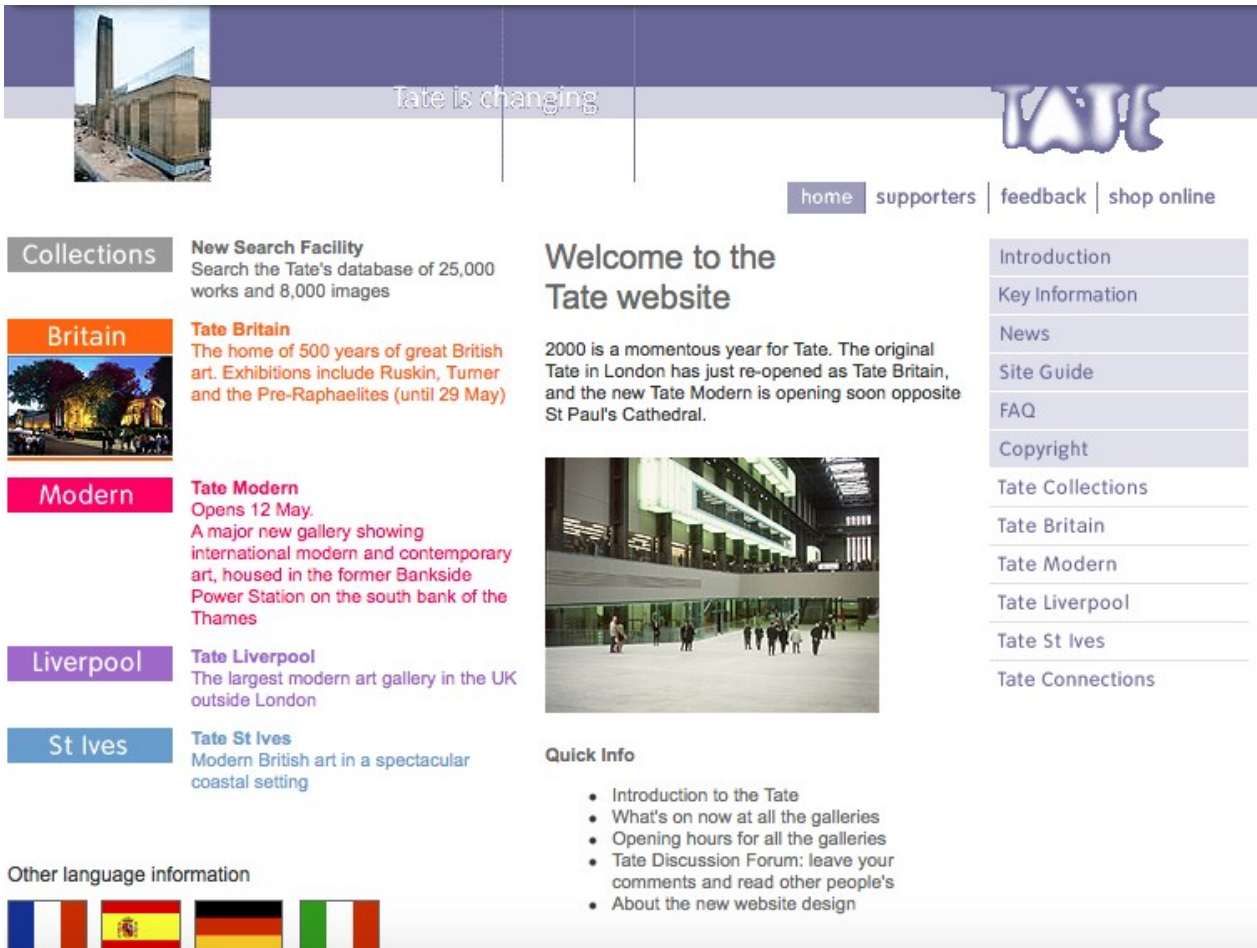 Tate is changing
TATE
home
supporters
feedback
shop online
Collections
New Search Facility
Search the Tate's database of 25,000
works and 8,000 images
Britain
Tate Britain
The home of 500 years of great British
art. Exhibitions include Ruskin, Turner
and the Pre-Raphaelites (until 29 May)
Modern
Tate Modern
Opens 12 May.
A major new gallery showing
international modern and contemporary
art, housed in the former Bankside
Power Station on the south bank of the
Thames
Liverpool
Tate Liverpool
The largest modern art gallery in the UK
outside London
St Ives
Tate St Ives
Modern British art in a spectacular
coastal setting
Other language information
Welcome to the
Tate website
2000 is a momentous year for Tate. The original
Tate in London has just re-opened as Tate Britain,
and the new Tate Modern is opening soon opposite
St Paul's Cathedral.
Quick Info
• Introduction to the Tate
• What's on now at all the galleries
• Opening hours for all the galleries
• Tate Discussion Forum: leave your
comments and read other people's
• About the new website design
Introduction
Key Information
News
Site Guide
FAQ
Copyright
Tate Collections
Tate Britain
Tate Modern
Tate Liverpool
Tate St Ives
Tate Connections